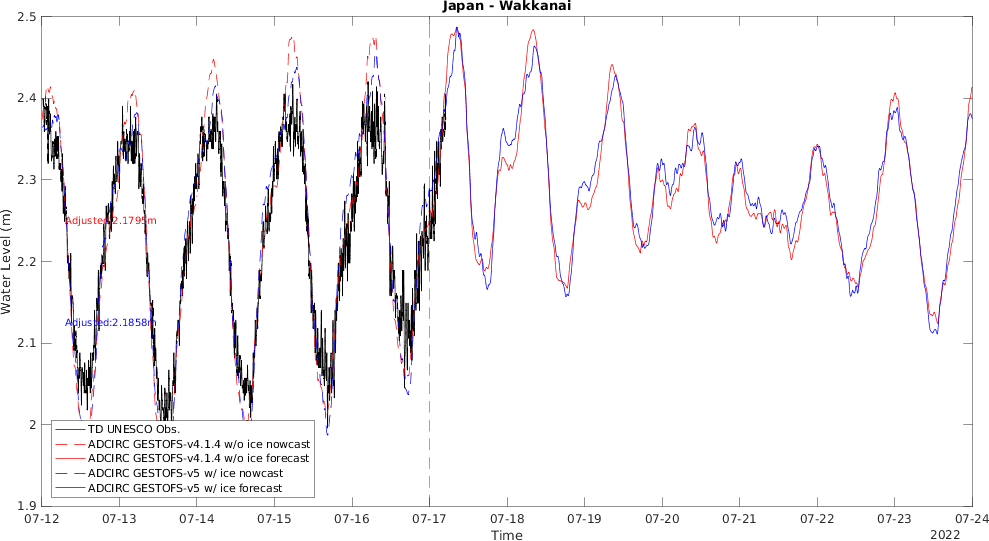 Japan - Wakkanai
2.5
2.4
2.3
2.2
2.1
2
1.9
Water Level (m)
Adjusted:2.1795m
Adjusted:2.1858m
TD UNESCO Obs.
ADCIRC GESTOFS-v4.1.4 w/o ice nowcast
ADCIRC GESTOFS-v4.1.4 w/o ice forecast
ADCIRC GESTOFS-v5 w/ ice nowcast
ADCIRC GESTOFS-v5 w/ ice forecast
07-12 07-13 07-14 07-15 07-16 07-17 07-18 07-19 07-20 07-21 07-22 07-23 07-24
Time
2022